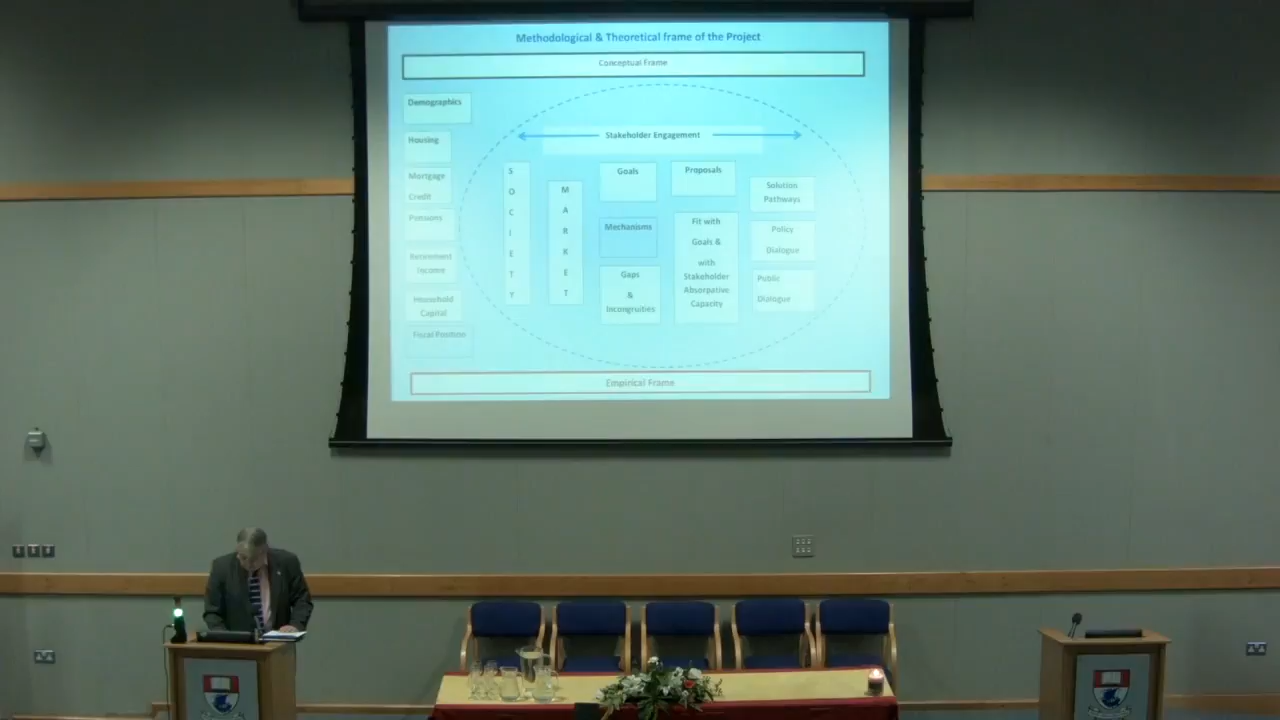 Methodological & Theoretical frame of the Project
Conceptual Frame
Demographics
Housing
Mortgage
Credit
Pensions
Retirement
Income
Household
Capital
Fiscal Position
Stakeholder Engagement
S
O
C
I
E
T
Y
M
A
R
K
E
T
Goals
Mechanisms
Gaps
&
Incongruities
Proposals
Fit with
Goals &
with
Stakeholder
Absorpative
Capacity
Solution
Pathways
Policy
Dialogue
Public
Dialogue
Empirical Frame